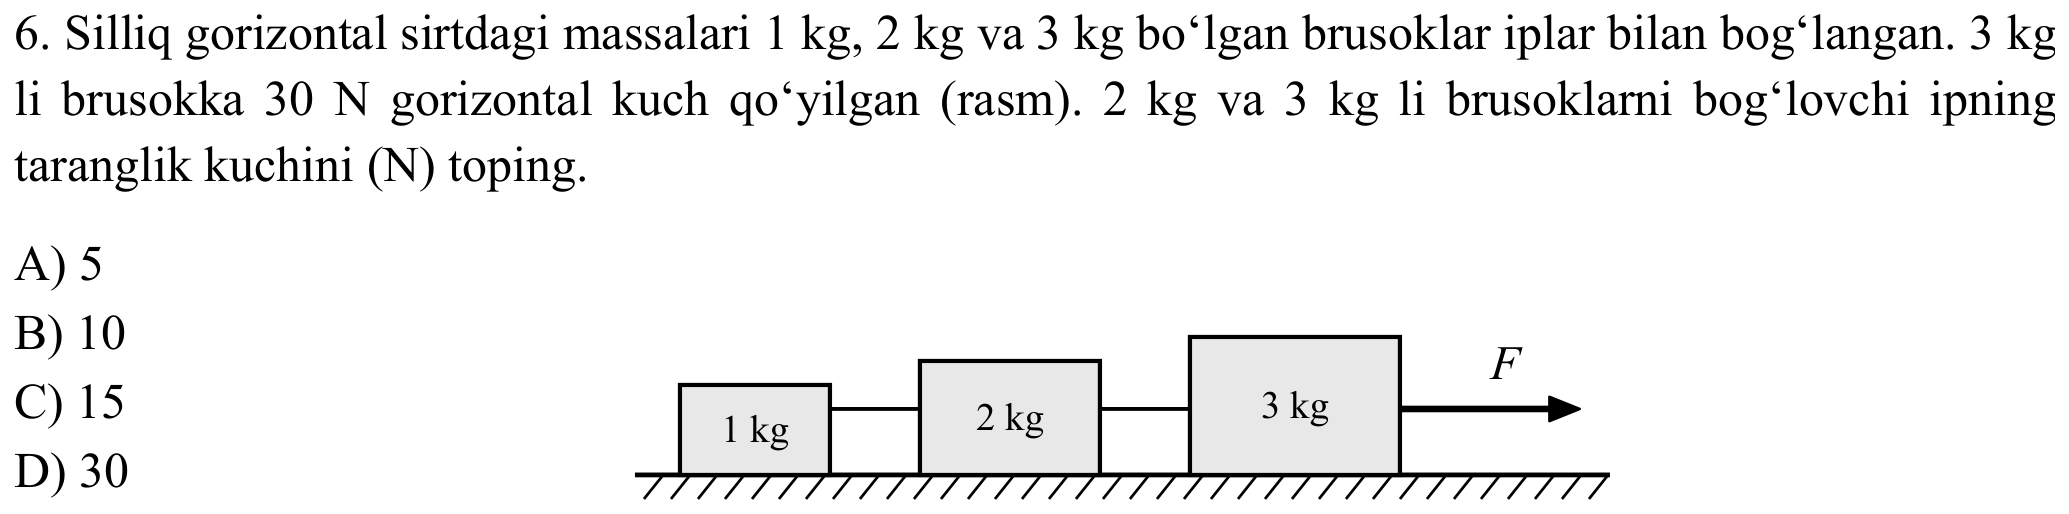 6. Silliq gorizontal sirtdagi massalari 1 kg, 2 kg va 3 kg bo‘lgan brusoklar iplar bilan bog‘langan. 3 kg
li brusokka 30 N gorizontal kuch qo‘yilgan (rasm). 2 kg va 3 kg li brusoklarni bog‘lovchi ipning
taranglik kuchini (N) toping.
A) 5
B) 10
C) 15
D) 30
1 kg
2 kg
3 kg
F